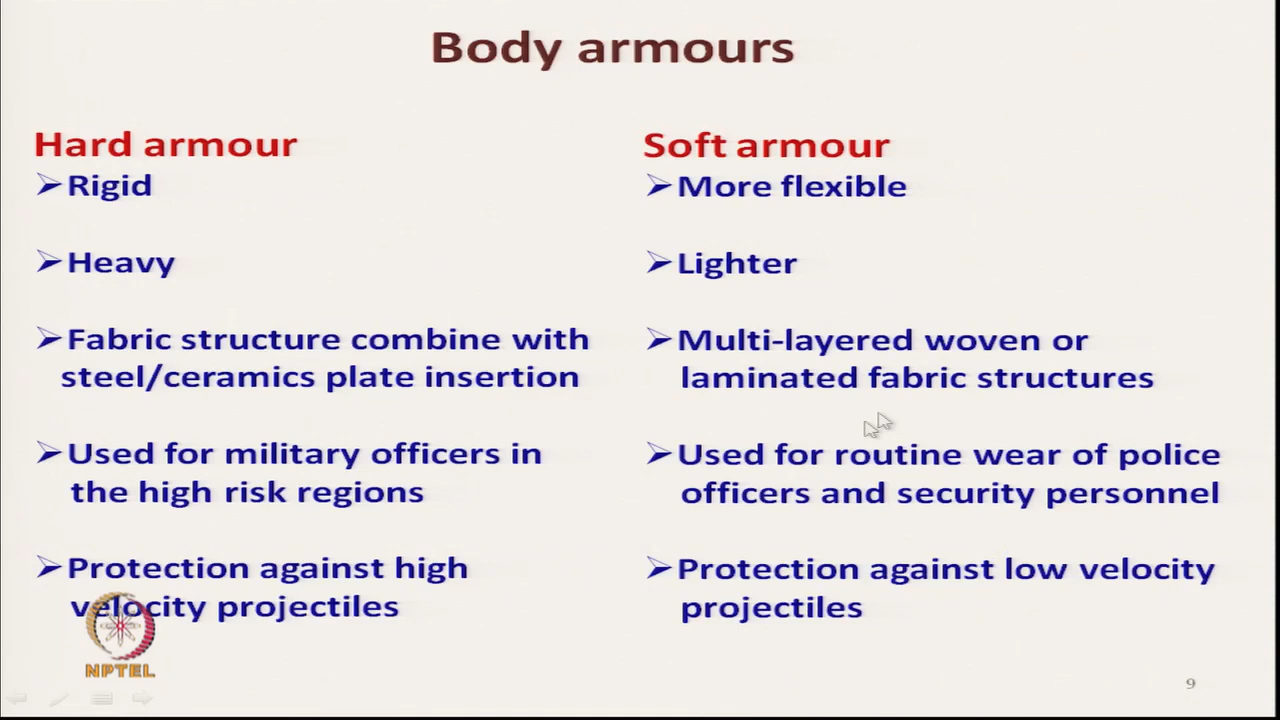 Body armours
Hard armour
➢Rigid
➢Heavy
➢Fabric structure combine with
steel/ceramics plate insertion
➢Used for military officers in
the high risk regions
➢Protection against high
velocity projectiles
Soft armour
➢More flexible
➢Lighter
➢Multi-layered woven or
laminated fabric structures
➢Used for routine wear of police
officers and security personnel
➢Protection against low velocity
projectiles
NPTEL
9